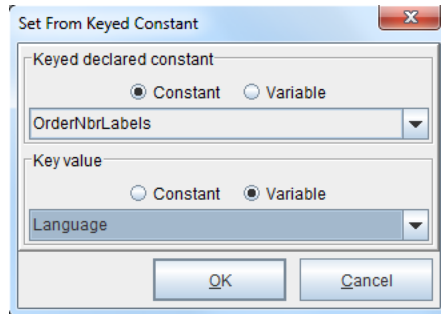 Set From Keyed Constant
Keyed declared constant
Constant Variable
OrderNbrLabels
Key value
Constant Variable
Language
OK Cancel